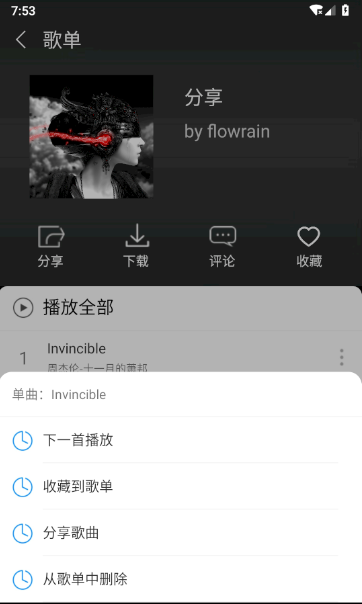 7:53
歌单
分享
by flowrain
分享
下载
评论
收藏
播放全部
1
Invincible
周杰伦-十一月的萧邦
单曲：Invincible
下一首播放
收藏到歌单
分享歌曲
从歌单中删除